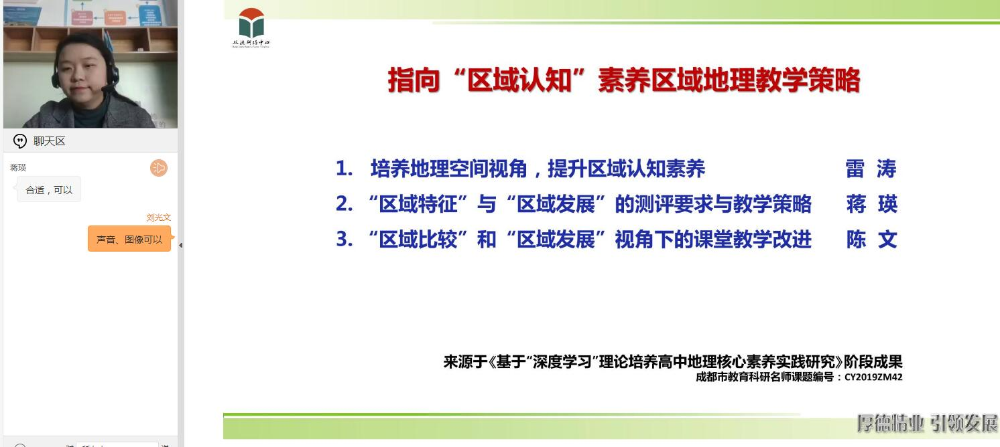 聊天区
蒋瑛
合适，可以
刘光文
声音、图像可以
双流研培中心
指向“区域认知”素养区域地理教学策略
1. 培养地理空间视角，提升区域认知素养 雷 涛
2. “区域特征”与“区域发展”的测评要求与教学策略 蒋 瑛
3. “区域比较”和“区域发展”视角下的课堂教学改进 陈 文
来源于《基于“深度学习”理论培养高中地理核心素养实践研究》阶段成果
成都市教育科研名师课题编号：CY2019ZM42
厚德精业 引领发展